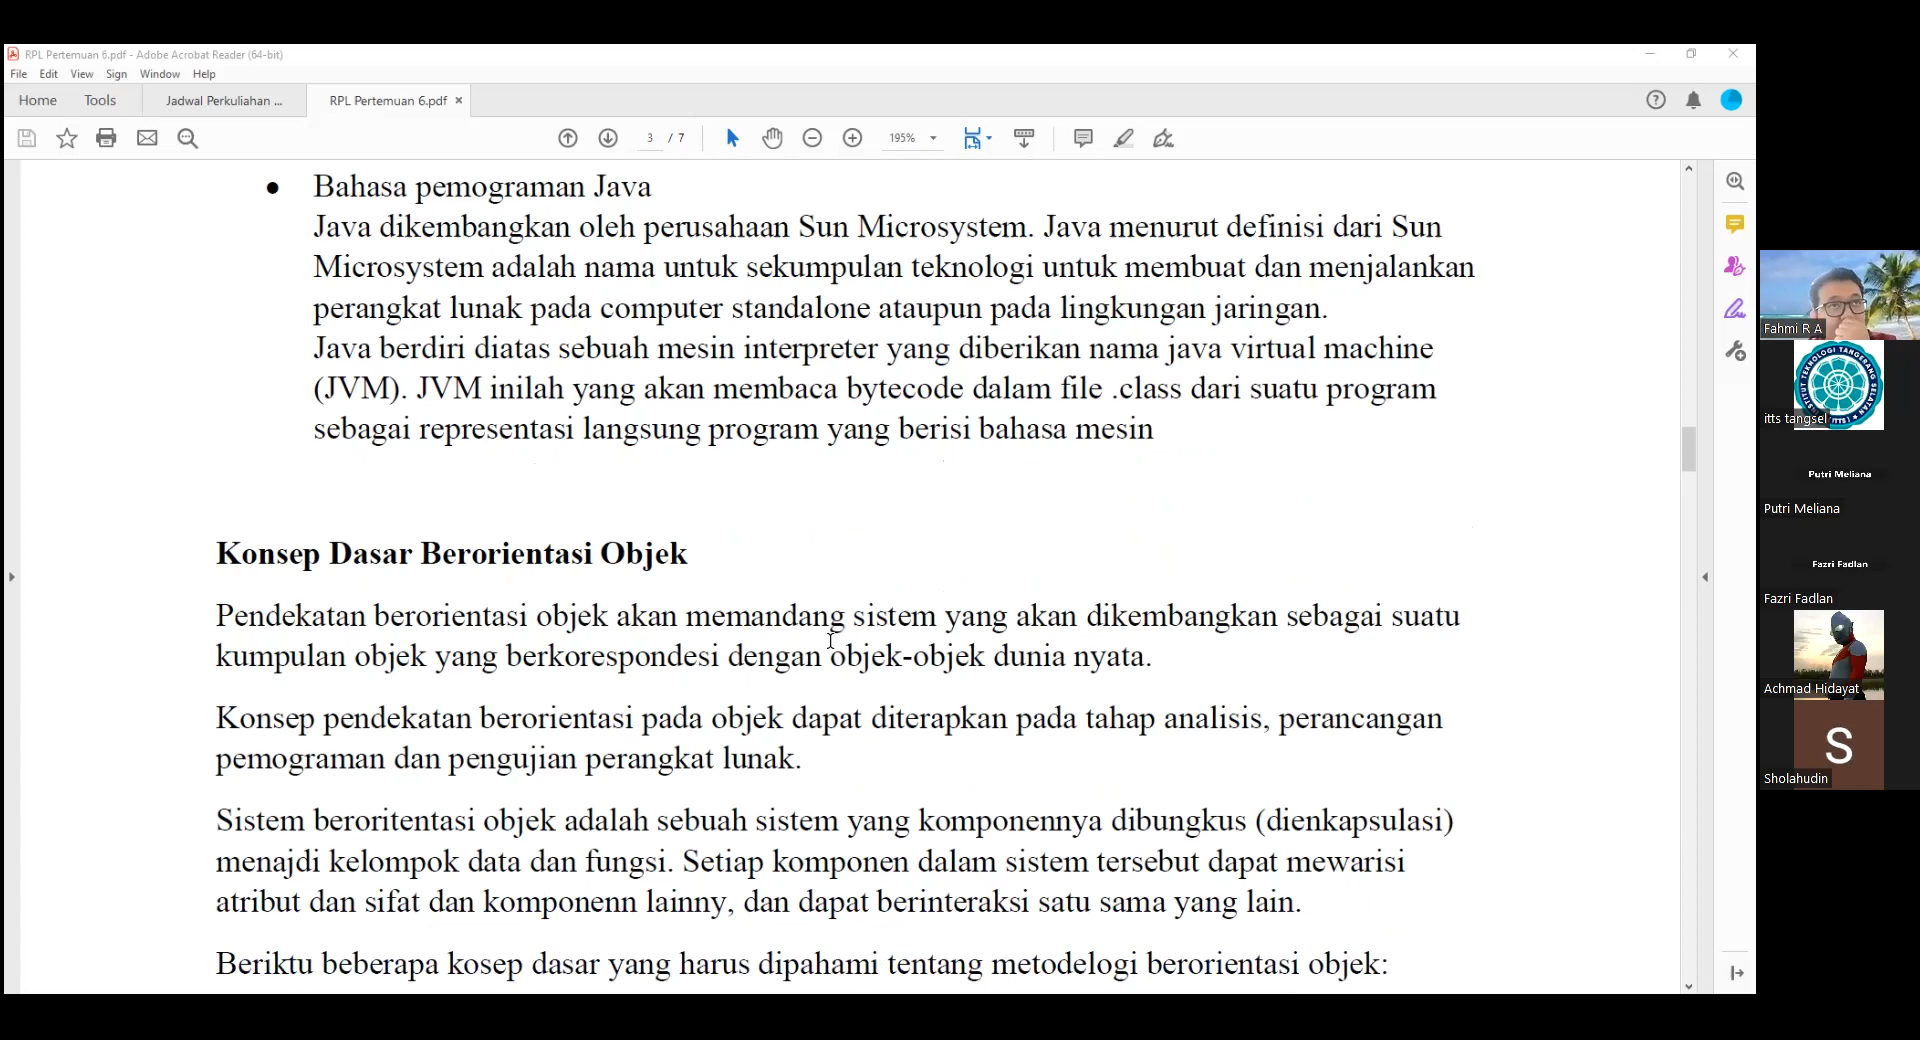 RPL Pertemuan 6.pdf - Adobe Acrobat Reader (64-bit)
File Edit View Sign Window Help
Home Tools Jadwal Perkuliahan ... RPL Pertemuan 6.pdf ×
3 / 7 195%
• Bahasa pemograman Java
Java dikembangkan oleh perusahaan Sun Microsystem. Java menurut definisi dari Sun
Microsystem adalah nama untuk sekumpulan teknologi untuk membuat dan menjalankan
perangkat lunak pada computer standalone ataupun pada lingkungan jaringan.
Java berdiri diatas sebuah mesin interpreter yang diberikan nama java virtual machine
(JVM). JVM inilah yang akan membaca bytecode dalam file .class dari suatu program
sebagai representasi langsung program yang berisi bahasa mesin
Konsep Dasar Berorientasi Objek
Pendekatan berorientasi objek akan memandang sistem yang akan dikembangkan sebagai suatu
kumpulan objek yang berkorespondesi dengan objek-objek dunia nyata.
Konsep pendekatan berorientasi pada objek dapat diterapkan pada tahap analisis, perancangan
pemograman dan pengujian perangkat lunak.
Sistem beroritentasi objek adalah sebuah sistem yang komponennya dibungkus (dienkapsulasi)
menajdi kelompok data dan fungsi. Setiap komponen dalam sistem tersebut dapat mewarisi
atribut dan sifat dan komponenn lainny, dan dapat berinteraksi satu sama yang lain.
Beriktu beberapa kosep dasar yang harus dipahami tentang metodelogi berorientasi objek:
Fahmi R A
INSTITUT TEKNOLOGI TANGERANG SELATAN
itts tangsel
Putri Meliana
Putri Meliana
Fazri Fadlan
Fazri Fadlan
Achmad Hidayat
S
Sholahudin